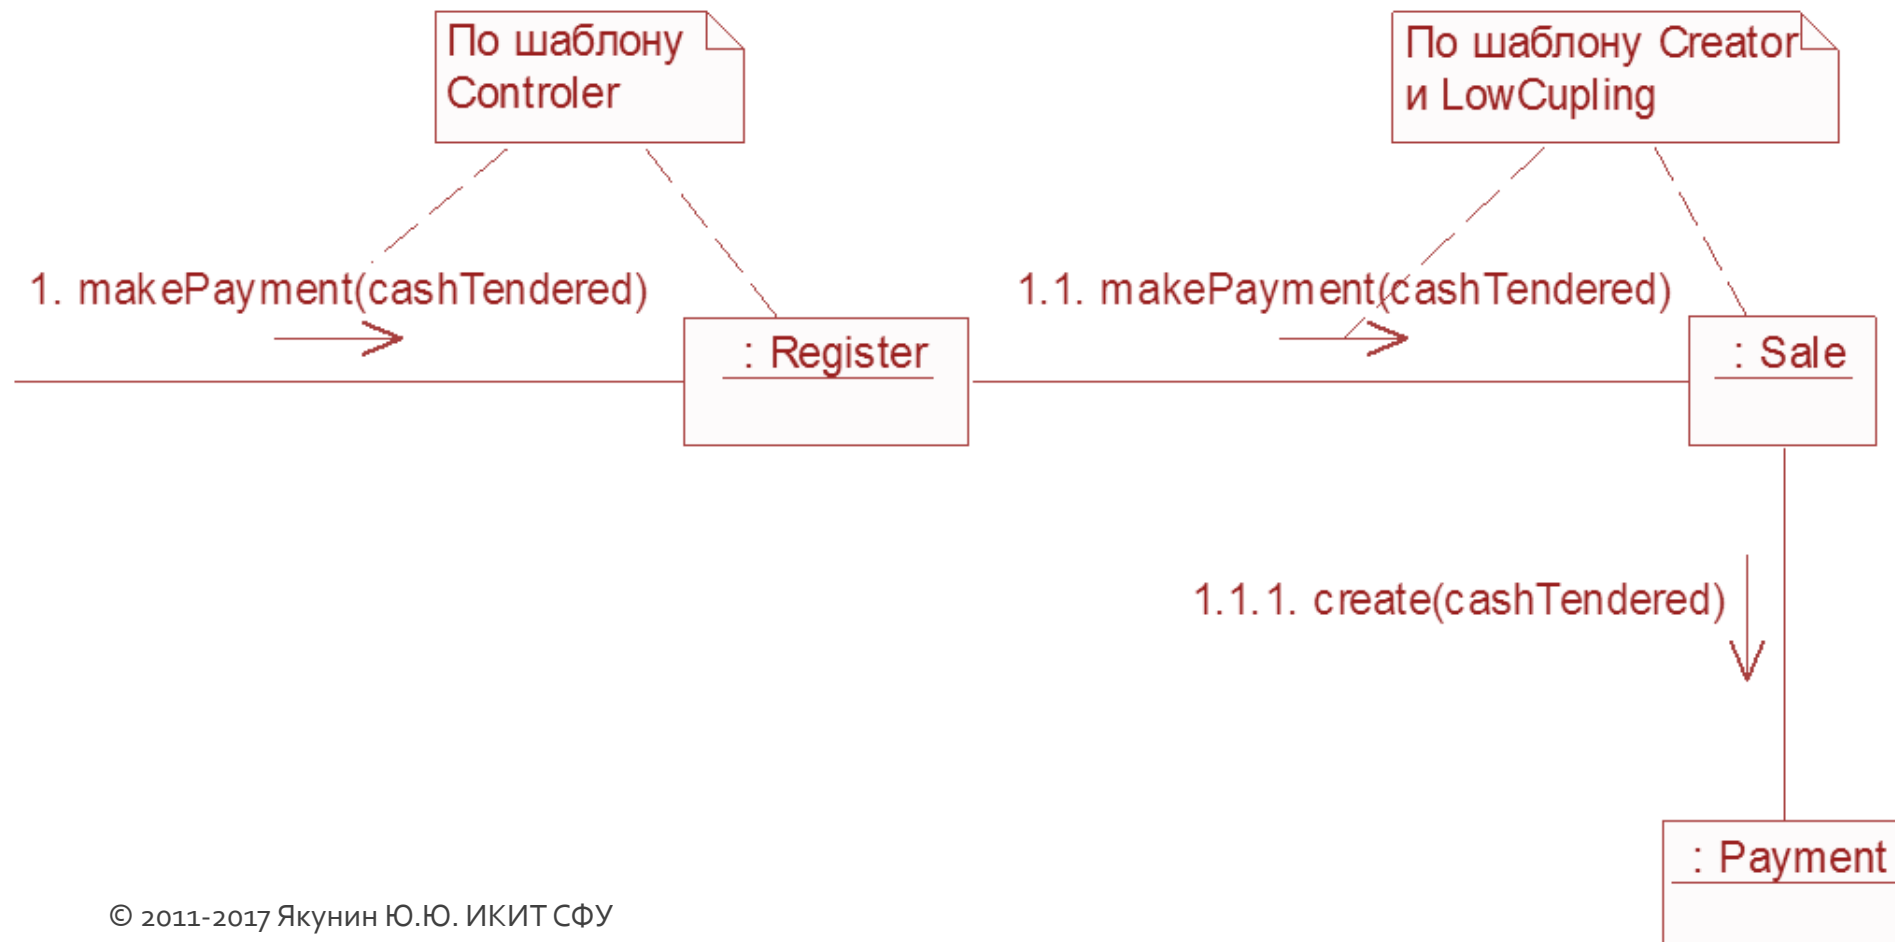 По шаблону
Controler
По шаблону Creator
и LowCupling
1. makePayment(cashTendered)
1.1. makePayment(cashTendered)
: Register
: Sale
1.1.1. create(cashTendered)
: Payment
© 2011-2017 Якунин Ю.Ю. ИКИТ СФУ